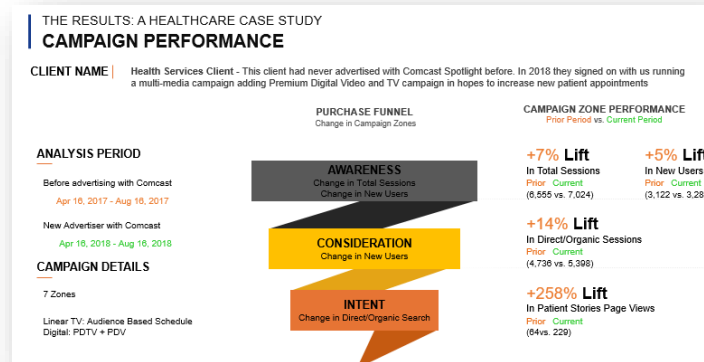 THE RESULTS: A HEALTHCARE CASE STUDY
CAMPAIGN PERFORMANCE
CLIENT NAME
Health Services Client - This client had never advertised with Comcast Spotlight before. In 2018 they signed on with us running
a multi-media campaign adding Premium Digital Video and TV campaign in hopes to increase new patient appointments
PURCHASE FUNNEL
Change in Campaign Zones
CAMPAIGN ZONE PERFORMANCE
Prior Period vs. Current Period
ANALYSIS PERIOD
Before advertising with Comcast
Apr 16, 2017 - Aug 16, 2017
New Advertiser with Comcast
Apr 16, 2018 - Aug 16, 2018
CAMPAIGN DETAILS
7 Zones
Linear TV: Audience Based Schedule
Digital: PDTV + PDV
AWARENESS
Change in Total Sessions
Change in New Users
CONSIDERATION
Change in New Users
INTENT
Change in Direct/Organic Search
+7% Lift
In Total Sessions
Prior Current
(6,555 vs. 7,024)
+5% Lift
In New Users
Prior Current
(3,122 vs. 3,28
+14% Lift
In Direct/Organic Sessions
Prior Current
(4,736 vs. 5,398)
+258% Lift
In Patient Stories Page Views
Prior Current
(64vs. 229)